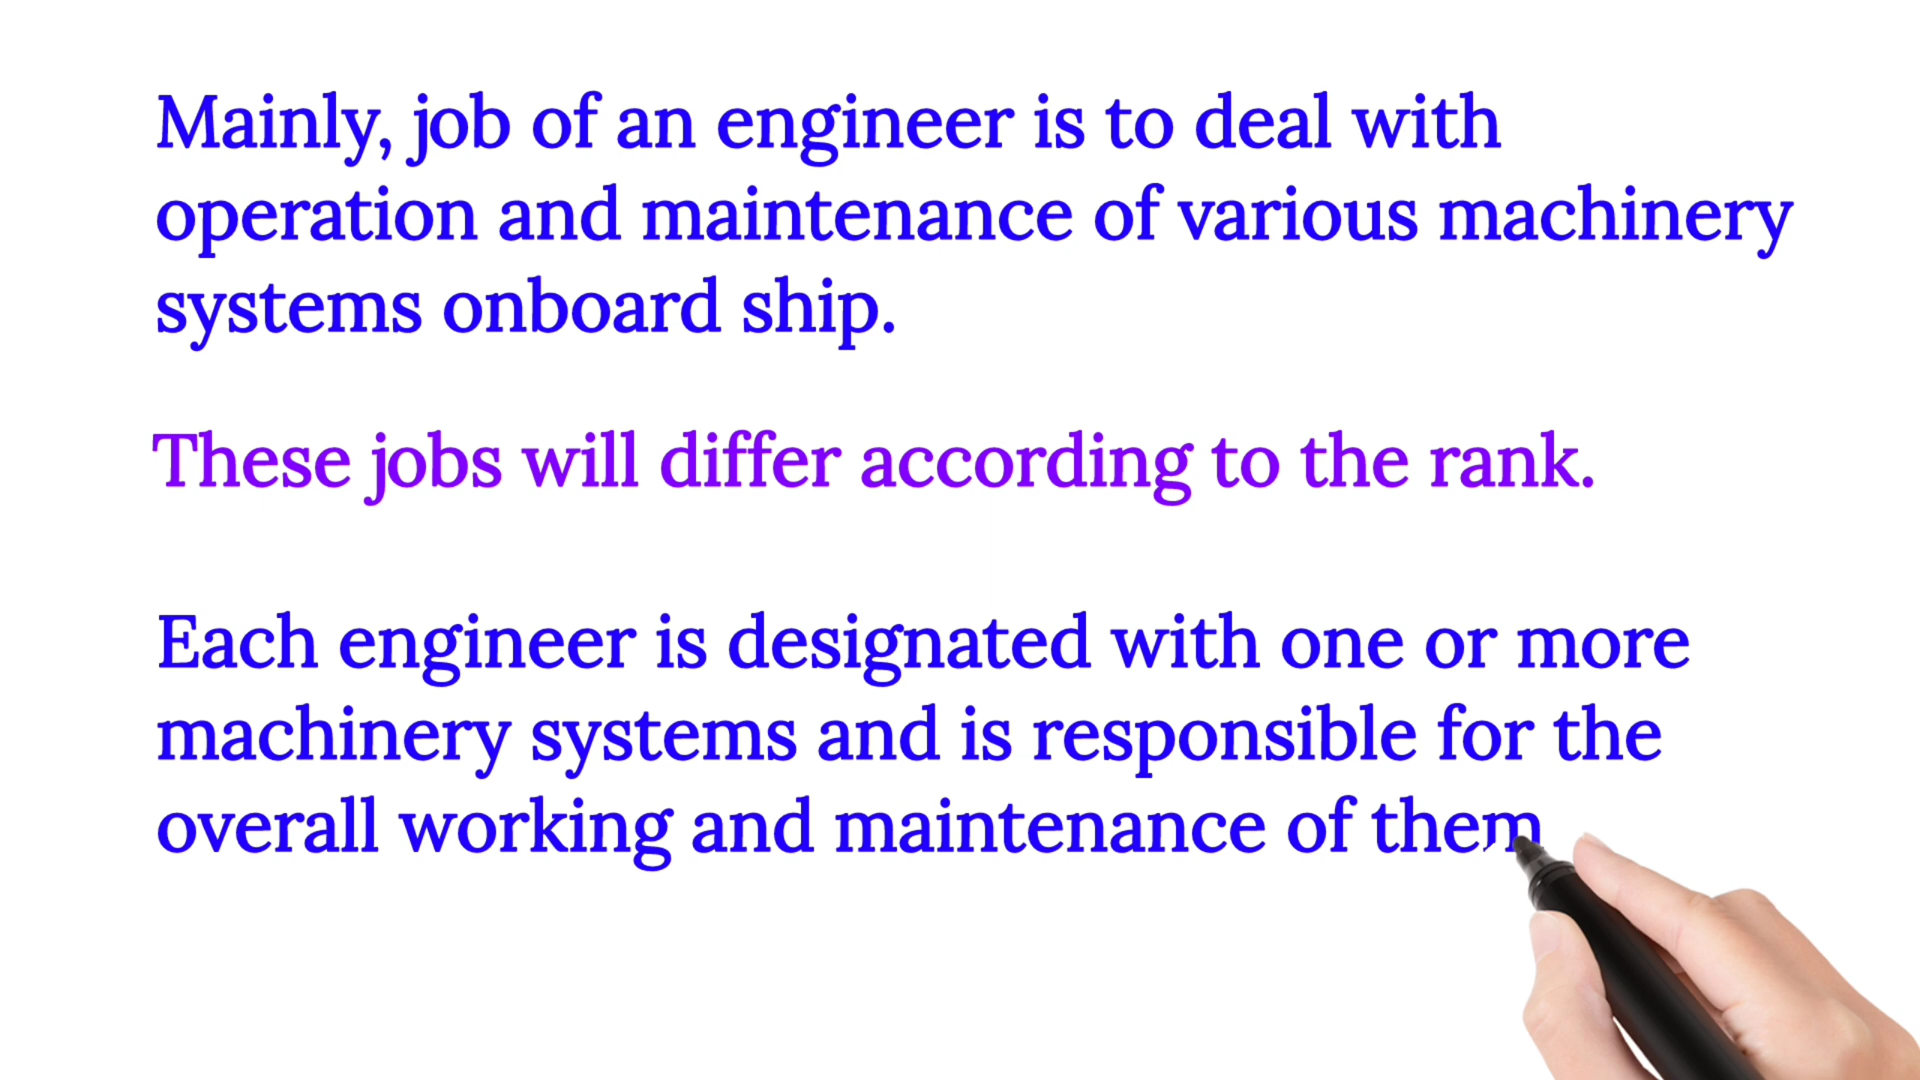 Mainly, job of an engineer is to deal with
operation and maintenance of various machinery
systems onboard ship.
These jobs will differ according to the rank.
Each engineer is designated with one or more
machinery systems and is responsible for the
overall working and maintenance of them